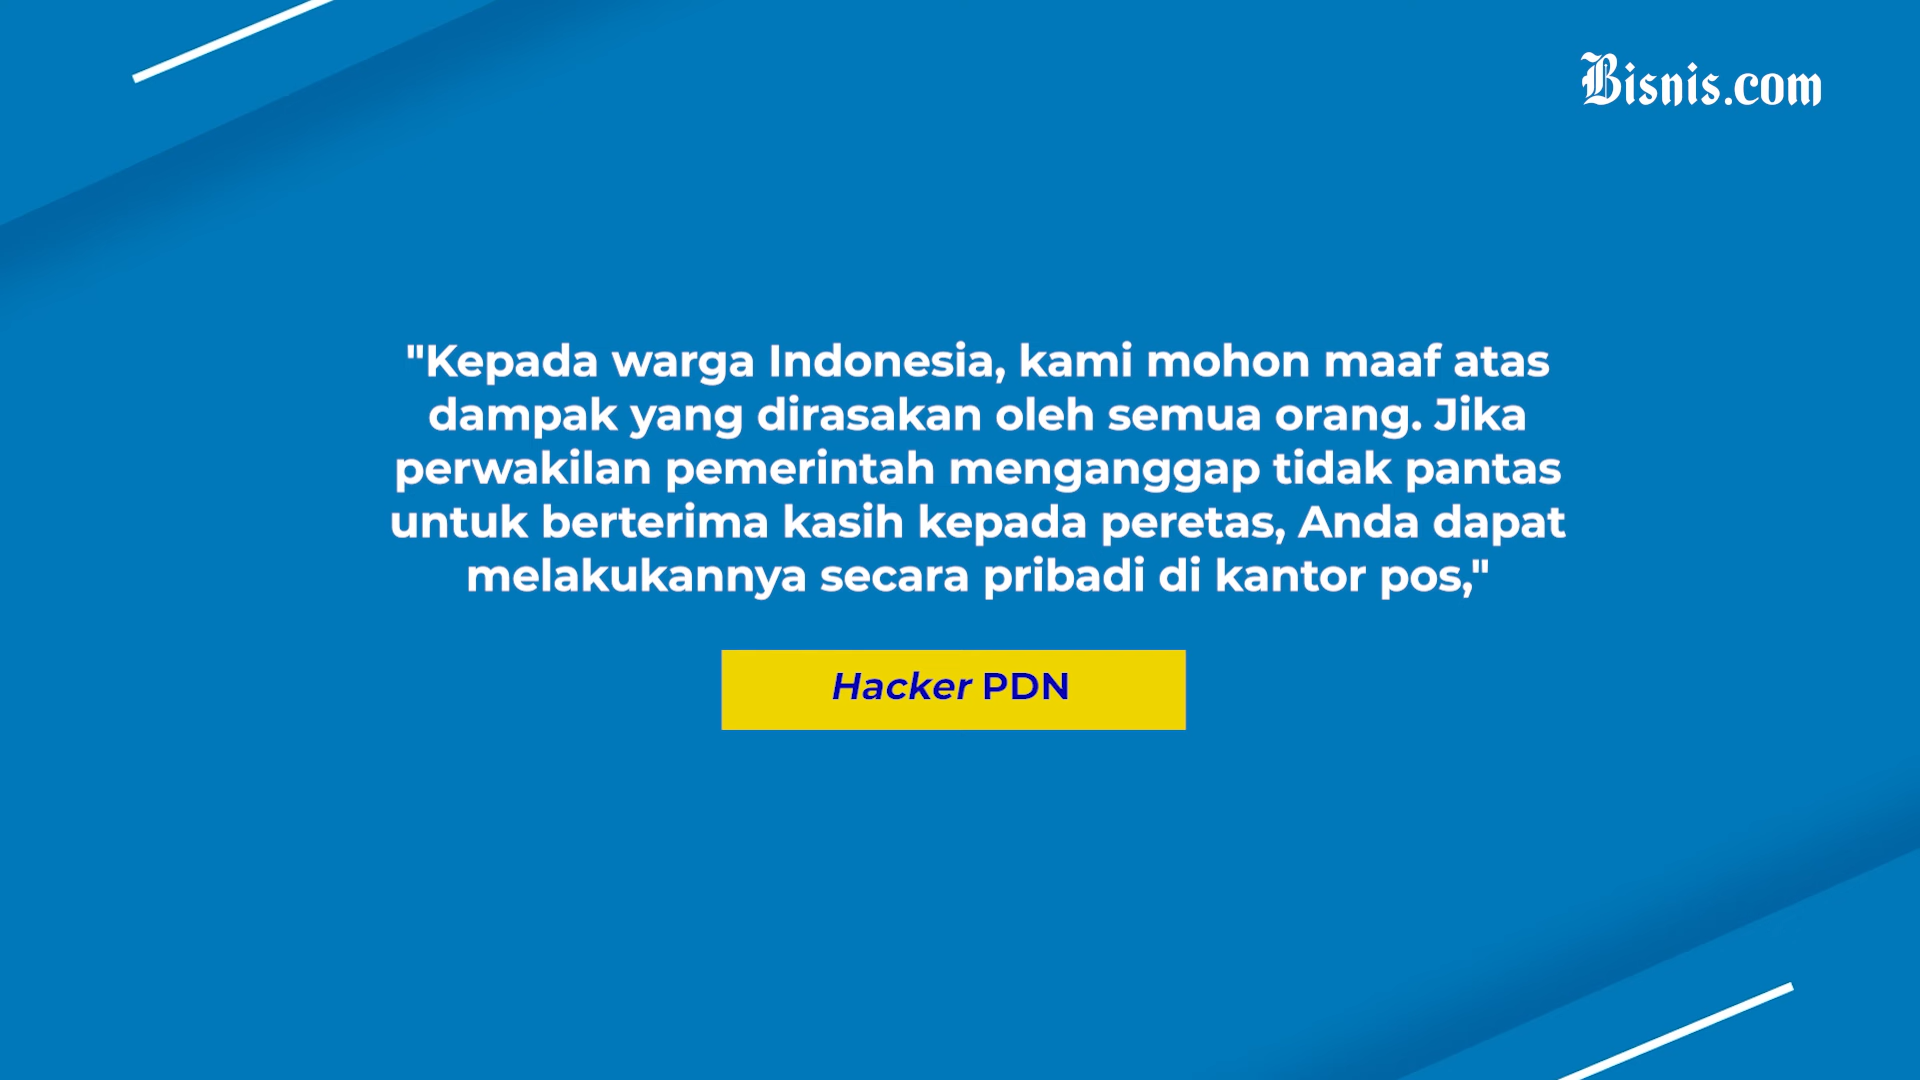 Bisnis.com
"Kepada warga Indonesia, kami mohon maaf atas
dampak yang dirasakan oleh semua orang. Jika
perwakilan pemerintah menganggap tidak pantas
untuk berterima kasih kepada peretas, Anda dapat
melakukannya secara pribadi di kantor pos,"
Hacker PDN